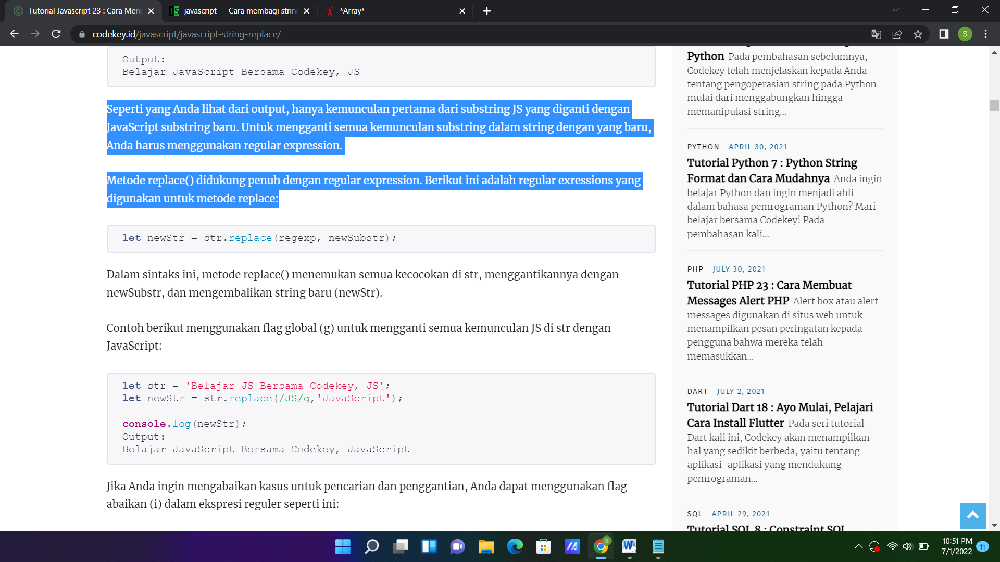 Tutorial Javascript 23 : Cara Meng
javascript — Cara membagi string
*Array*
codekey.id/javascript/javascript-string-replace/
S
Output:
Belajar JavaScript Bersama Codekey, JS
Seperti yang Anda lihat dari output, hanya kemunculan pertama dari substring JS yang diganti dengan
JavaScript substring baru. Untuk mengganti semua kemunculan substring dalam string dengan yang baru,
Anda harus menggunakan regular expression.
Metode replace() didukung penuh dengan regular expression. Berikut ini adalah regular exressions yang
digunakan untuk metode replace:
let newStr = str.replace(regexp, newSubstr);
Dalam sintaks ini, metode replace() menemukan semua kecocokan di str, menggantikannya dengan
newSubstr, dan mengembalikan string baru (newStr).
Contoh berikut menggunakan flag global (g) untuk mengganti semua kemunculan JS di str dengan
JavaScript:
let str = 'Belajar JS Bersama Codekey, JS';
let newStr = str.replace(/JS/g,'JavaScript');
console.log(newStr);
Output:
Belajar JavaScript Bersama Codekey, JavaScript
Jika Anda ingin mengabaikan kasus untuk pencarian dan penggantian, Anda dapat menggunakan flag
abaikan (i) dalam ekspresi reguler seperti ini:
Python Pada pembahasan sebelumnya,
Codekey telah menjelaskan kepada Anda
tentang pengoperasian string pada Python
mulai dari menggabungkan hingga
memanipulasi string...
PYTHON APRIL 30, 2021
Tutorial Python 7 : Python String
Format dan Cara Mudahnya Anda ingin
belajar Python dan ingin menjadi ahli
dalam bahasa pemrograman Python? Mari
belajar bersama Codekey! Pada
pembahasan kali...
PHP JULY 30, 2021
Tutorial PHP 23 : Cara Membuat
Messages Alert PHP Alert box atau alert
messages digunakan di situs web untuk
menampilkan pesan peringatan kepada
pengguna bahwa mereka telah
memasukkan...
DART JULY 2, 2021
Tutorial Dart 18 : Ayo Mulai, Pelajari
Cara Install Flutter Pada seri tutorial
Dart kali ini, Codekey akan menampilkan
hal yang sedikit berbeda, yaitu tentang
aplikasi-aplikasi yang mendukung
pemrograman...
SQL APRIL 29, 2021
Tutorial SQL 8 : Constraint SQL
10:51 PM
7/1/2022
11